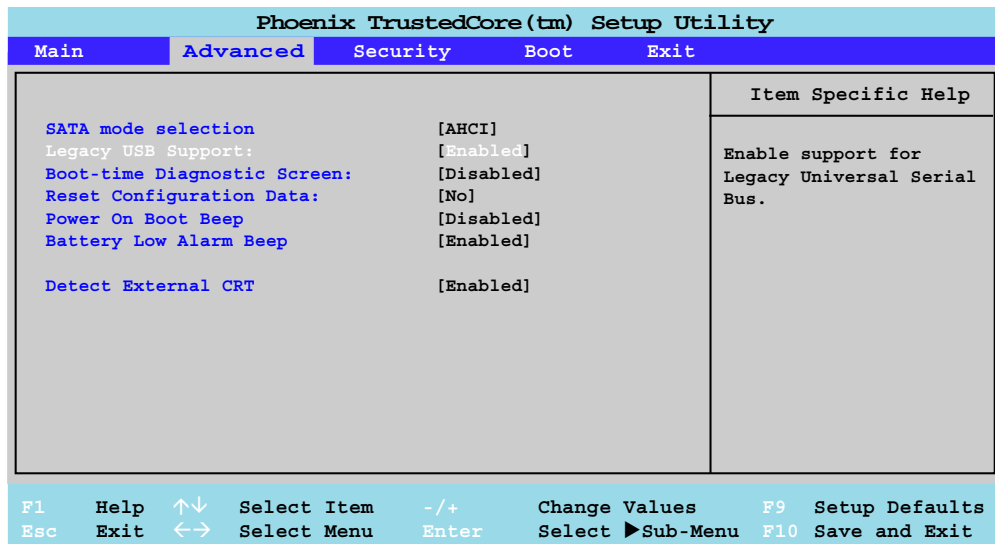 Phoenix TrustedCore(tm) Setup Utility
Main Advanced Security Boot Exit
Item Specific Help
SATA mode selection [AHCI]
Legacy USB Support: [Enabled]
Boot-time Diagnostic Screen: [Disabled]
Reset Configuration Data: [No]
Power On Boot Beep [Disabled]
Battery Low Alarm Beep [Enabled]
Detect External CRT [Enabled]
Enable support for
Legacy Universal Serial
Bus.
F1 Help ↑↓ Select Item -/+ Change Values F9 Setup Defaults
Esc Exit ←→ Select Menu Enter Select ▶Sub-Menu F10 Save and Exit